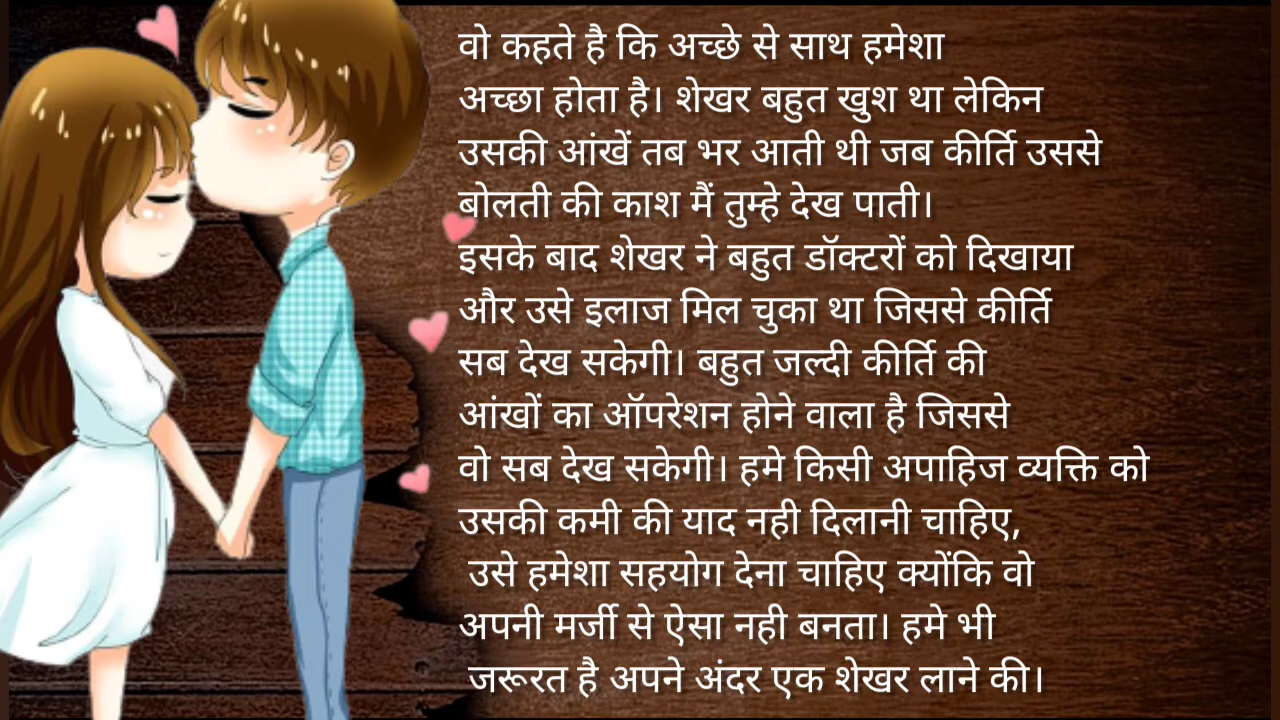 वो कहते है कि अच्छे से साथ हमेशा
अच्छा होता है। शेखर बहुत खुश था लेकिन
उसकी आंखें तब भर आती थी जब कीर्ति उससे
बोलती की काश मैं तुम्हे देख पाती।
इसके बाद शेखर ने बहुत डॉक्टरों को दिखाया
और उसे इलाज मिल चुका था जिससे कीर्ति
सब देख सकेगी। बहुत जल्दी कीर्ति की
आंखों का ऑपरेशन होने वाला है जिससे
वो सब देख सकेगी। हमे किसी अपाहिज व्यक्ति को
उसकी कमी की याद नही दिलानी चाहिए,
उसे हमेशा सहयोग देना चाहिए क्योंकि वो
अपनी मर्जी से ऐसा नही बनता। हमे भी
जरूरत है अपने अंदर एक शेखर लाने की।